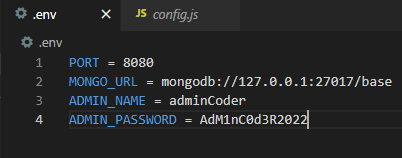 .env
JS config.js
.env
1 PORT = 8080
2 MONGO_URL = mongodb://127.0.0.1:27017/base
3 ADMIN_NAME = adminCoder
4 ADMIN_PASSWORD = AdM1nC0d3R2022